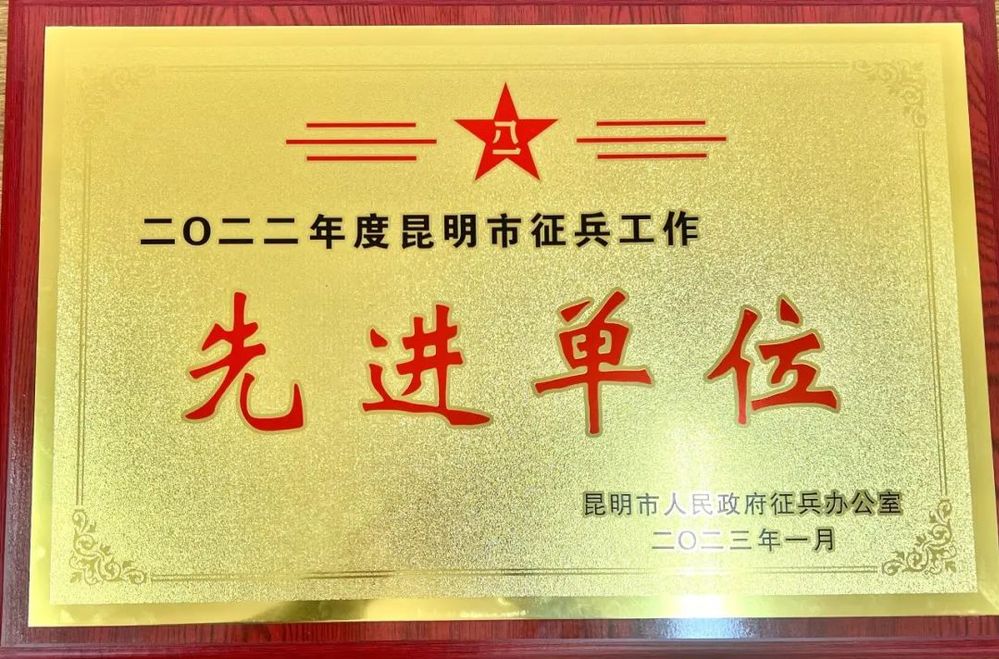 八一
二〇二二年度昆明市征兵工作
先进单位
昆明市人民政府征兵办公室
二〇二三年一月